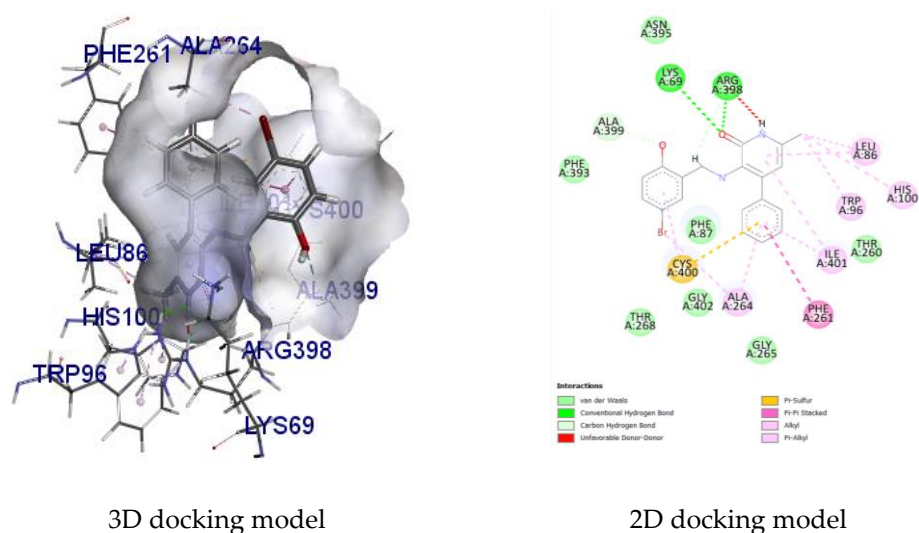 PHE261
ALA264
S400
LEU86
ALA399
HIS100
ARG398
TRP96
LYS69
ASN
A:395
LYS
A:69
ARG
A:398
ALA
A:399
PHE
A:393
LEU
A:86
HIS
A:100
TRP
A:96
PHE
A:87
THR
A:260
ILE
A:401
CYS
A:400
GLY
A:402
ALA
A:264
PHE
A:261
THR
A:268
GLY
A:265
O
H
N
O
H
N
Br
Interactions
van der Waals
Conventional Hydrogen Bond
Carbon Hydrogen Bond
Unfavorable Donor-Donor
Pi-Sulfur
Pi-Pi Stacked
Alkyl
Pi-Alkyl
3D docking model
2D docking model